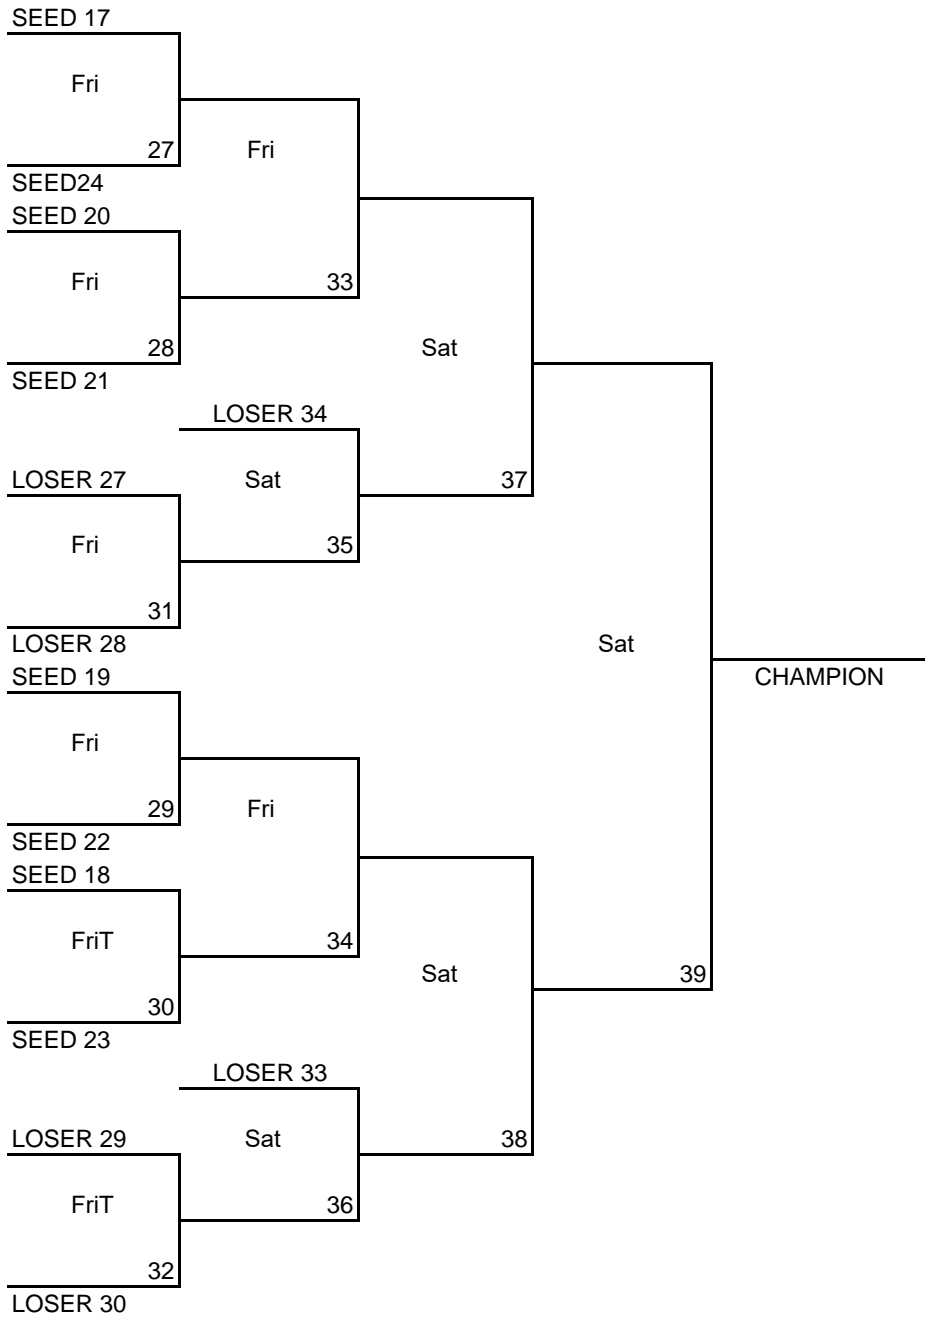 SEED 17
Fri
27
Fri
SEED24
SEED 20
Fri
33
28
Sat
SEED 21
LOSER 34
LOSER 27
Sat
37
Fri
35
31
LOSER 28
Sat
SEED 19
CHAMPION
Fri
29
Fri
SEED 22
SEED 18
FriT
34
Sat
39
30
SEED 23
LOSER 33
LOSER 29
Sat
38
FriT
36
32
LOSER 30